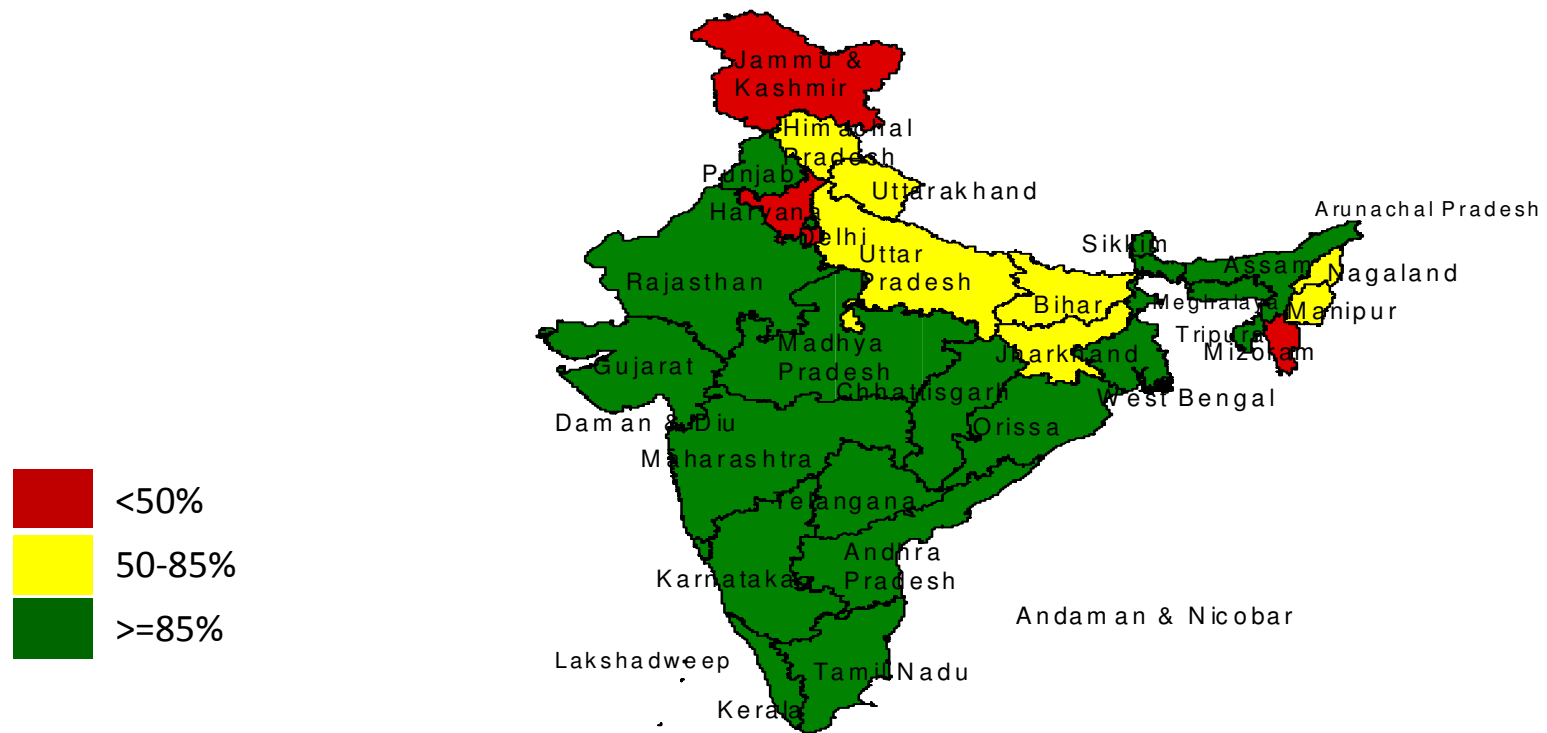 Jammu &
Kashmir
Himachal
Pradesh
Punjab
Uttarakhand
Haryana
Arunachal Pradesh
Delhi
Sikkim
Uttar
Pradesh
Assam
Nagaland
Rajasthan
Bihar
Meghalaya
Manipur
Tripura
Mizoram
Madhya
Pradesh
Jharkhand
Gujarat
Chhattisgarh
West Bengal
Daman & Diu
Orissa
Maharashtra
Telangana
<50%
50-85%
>=85%
Andhra
Pradesh
Karnataka
Andaman & Nicobar
Lakshadweep
Tamil Nadu
Kerala